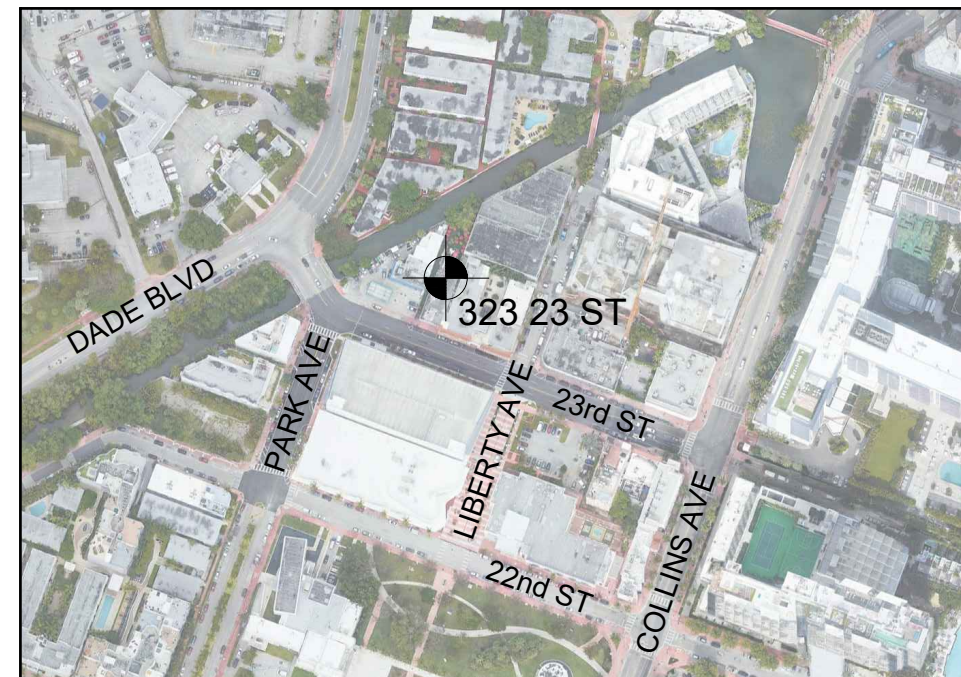 DADE BLVD
323 23 ST
PARK AVE
LIBERTY AVE
23rd ST
22nd ST
COLLINS AVE